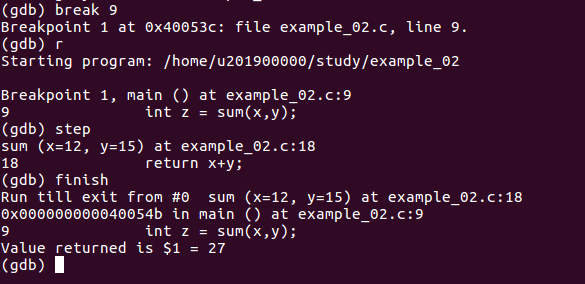 (gdb) break 9
Breakpoint 1 at 0x40053c: file example_02.c, line 9.
(gdb) r
Starting program: /home/u201900000/study/example_02
Breakpoint 1, main () at example_02.c:9
9 int z = sum(x,y);
(gdb) step
sum (x=12, y=15) at example_02.c:18
18 return x+y;
(gdb) finish
Run till exit from #0 sum (x=12, y=15) at example_02.c:18
0x000000000040054b in main () at example_02.c:9
9 int z = sum(x,y);
Value returned is $1 = 27
(gdb)